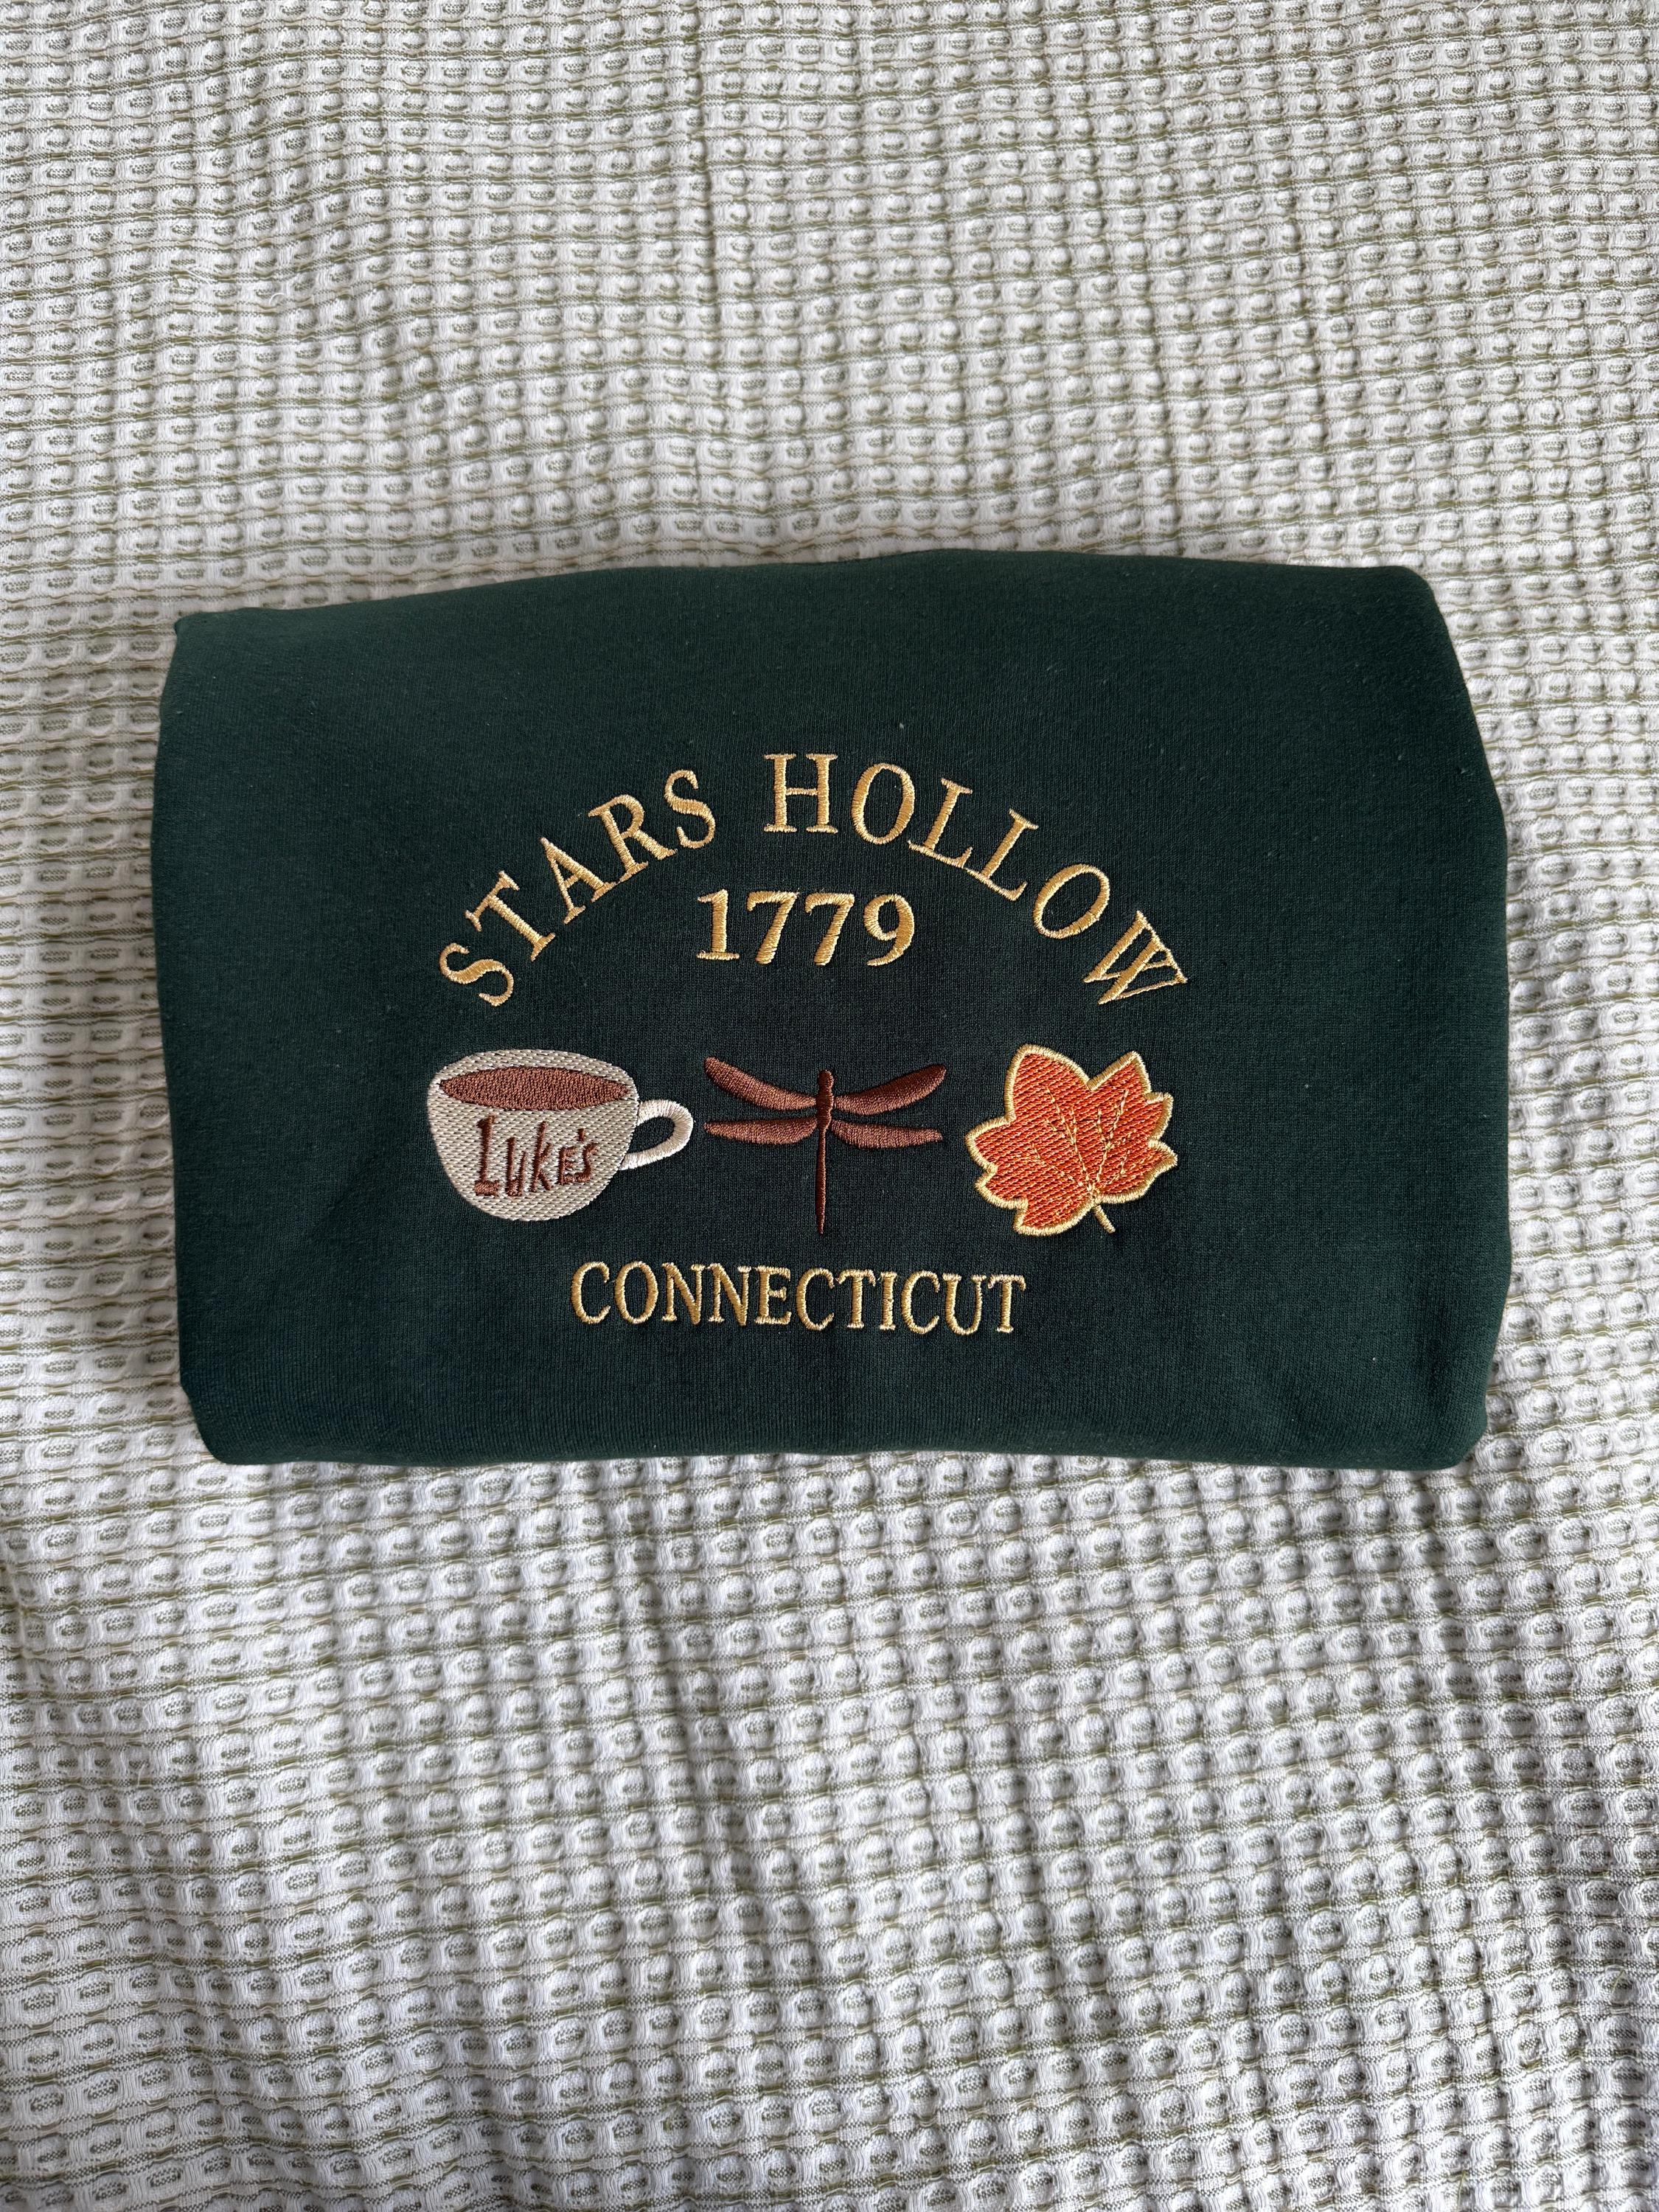 STARS HOLLOW
1779
LUKE'S
CONNECTICUT